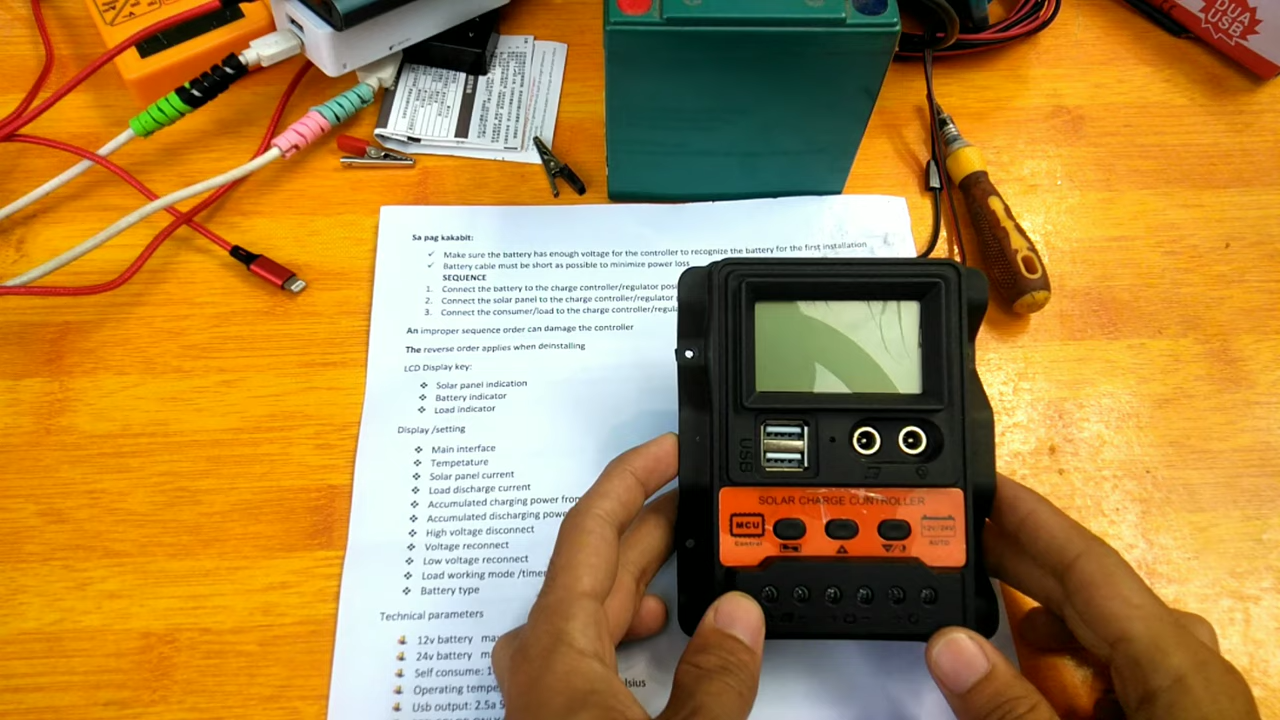 DUA
USB
Sa pag kakabit:
Make sure the battery has enough voltage for the controller to recognize the battery for the first installation
Battery cable must be short as possible to minimize power loss
SEQUENCE
1. Connect the battery to the charge controller/regulator
2. Connect the solar panel to the charge controller/regulator
3. Connect the consumer/load to the charge controller/regula
An improper sequence order can damage the controller
The reverse order applies when deinstalling
LCD Display key:
Solar panel indication
Battery indicator
Load indicator
Display /setting
Main interface
Tempetature
Solar panel current
Load discharge current
Accumulated charging power from
Accumulated discharging powe
High voltage disconnect
Voltage reconnect
Low voltage reconnect
Load working mode /timer
Battery type
Technical parameters
12v battery
24v battery
Self consume:
Operating tempe
Usb output: 2.5a
elsius
USB
SOLAR CHARGE CONTROLLER
MCU
Control
12V/24V
AUTO